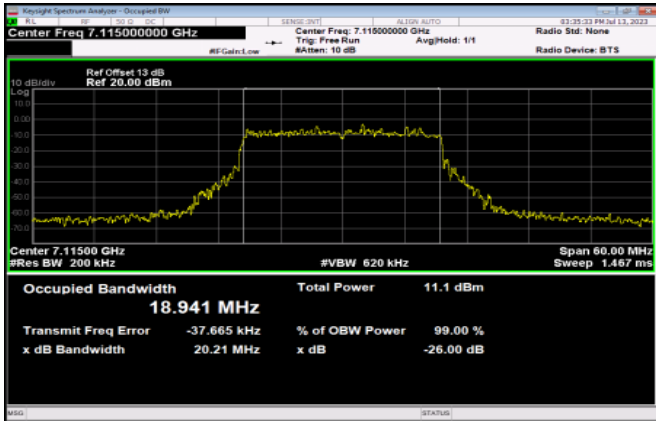 Keysight Spectrum Analyzer - Occupied BW
RL RF 50 Ω DC SENSE:INT ALIGN AUTO 03:35:33 PM Jul 13, 2023
Center Freq 7.115000000 GHz Center Freq: 7.115000000 GHz Radio Std: None
Trig: Free Run Avg|Hold: 1/1
#IFGain:Low #Atten: 10 dB Radio Device: BTS
Ref Offset 13 dB
10 dB/div Ref 20.00 dBm
Log
10.0
0.00
-10.0
-20.0
-30.0
-40.0
-50.0
-60.0
-70.0
Center 7.11500 GHz Span 60.00 MHz
#Res BW 200 kHz #VBW 620 kHz Sweep 1.467 ms
Occupied Bandwidth Total Power 11.1 dBm
18.941 MHz
Transmit Freq Error -37.665 kHz % of OBW Power 99.00 %
x dB Bandwidth 20.21 MHz x dB -26.00 dB
MSG STATUS